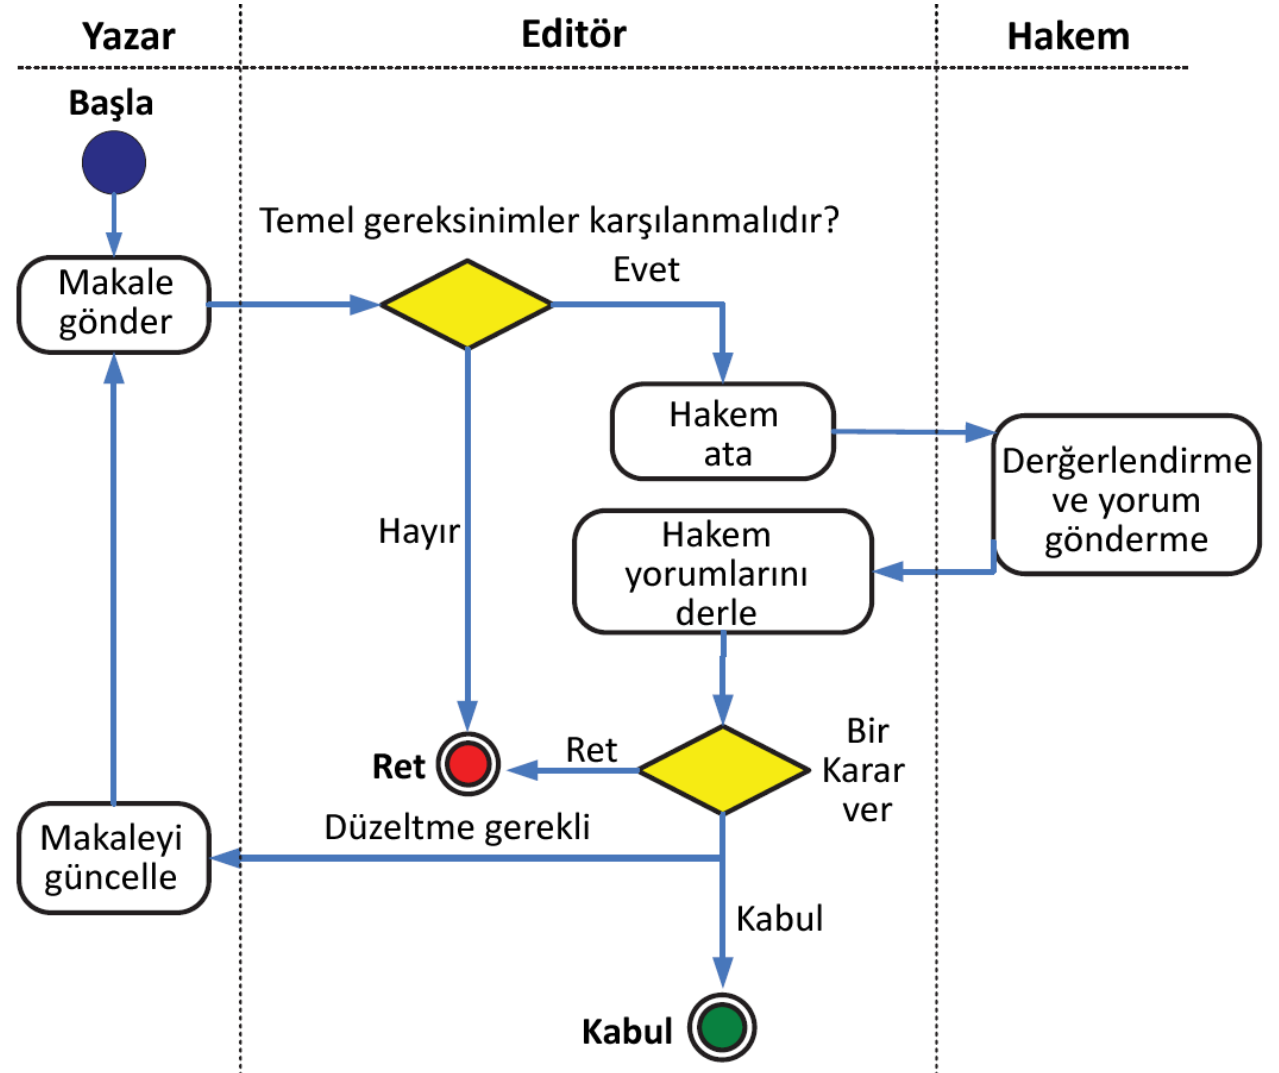 Yazar
Editör
Hakem
Başla
Temel gereksinimler karşılanmalıdır?
Evet
Makale
gönder
Hakem
ata
Derğerlendirme
ve yorum
gönderme
Hayır
Hakem
yorumlarını
derle
Bir
Karar
ver
Ret
Ret
Düzeltme gerekli
Makaleyi
güncelle
Kabul
Kabul